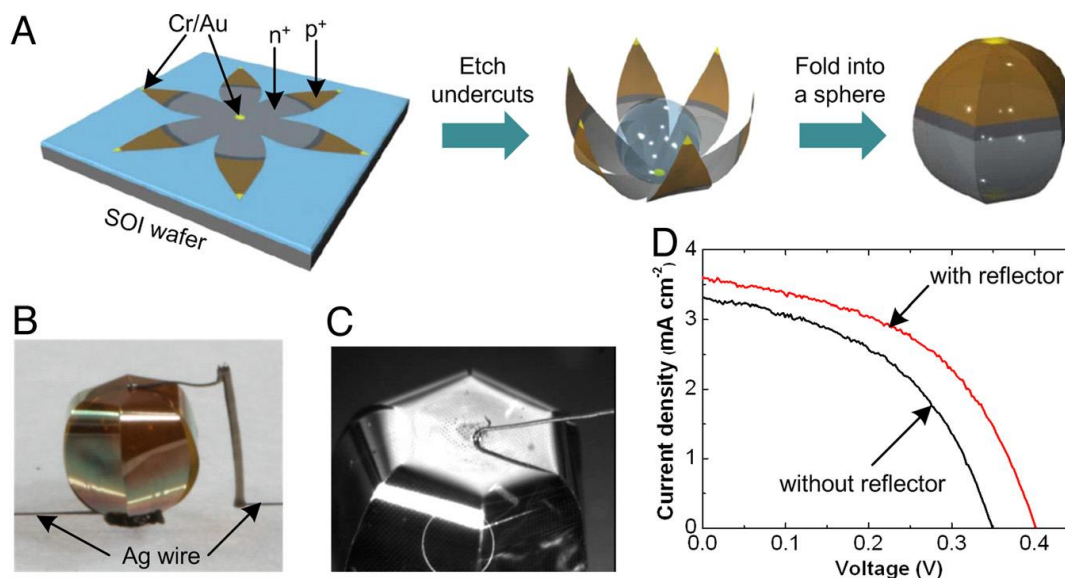 A
Cr/Au
n+
p+
SOI wafer
Etch
undercuts
Fold into
a sphere
B
Ag wire
C
D
with reflector
without reflector
Current density (mA cm-2)
4
3
2
1
0
0.0
0.1
0.2
0.3
0.4
Voltage (V)